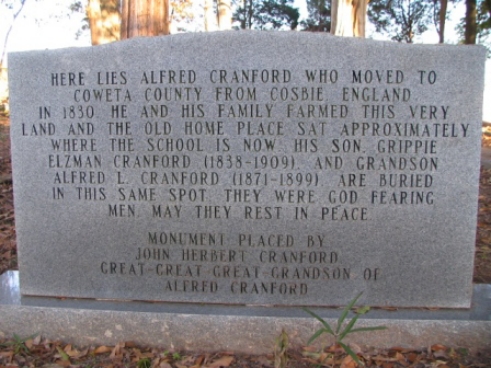 HERE LIES ALFRED CRANFORD WHO MOVED TO
COWETA COUNTY FROM COSBIE, ENGLAND
IN 1830. HE AND HIS FAMILY FARMED THIS VERY
LAND AND THE OLD HOME PLACE SAT APPROXIMATELY
WHERE THE SCHOOL IS NOW. HIS SON, GRIPPIE
ELZMAN CRANFORD (1838-1909), AND GRANDSON
ALFRED L. CRANFORD (1871-1899), ARE BURIED
IN THIS SAME SPOT. THEY WERE GOD FEARING
MEN. MAY THEY REST IN PEACE.
MONUMENT PLACED BY
JOHN HERBERT CRANFORD
GREAT-GREAT GREAT-GRANDSON OF
ALFRED CRANFORD